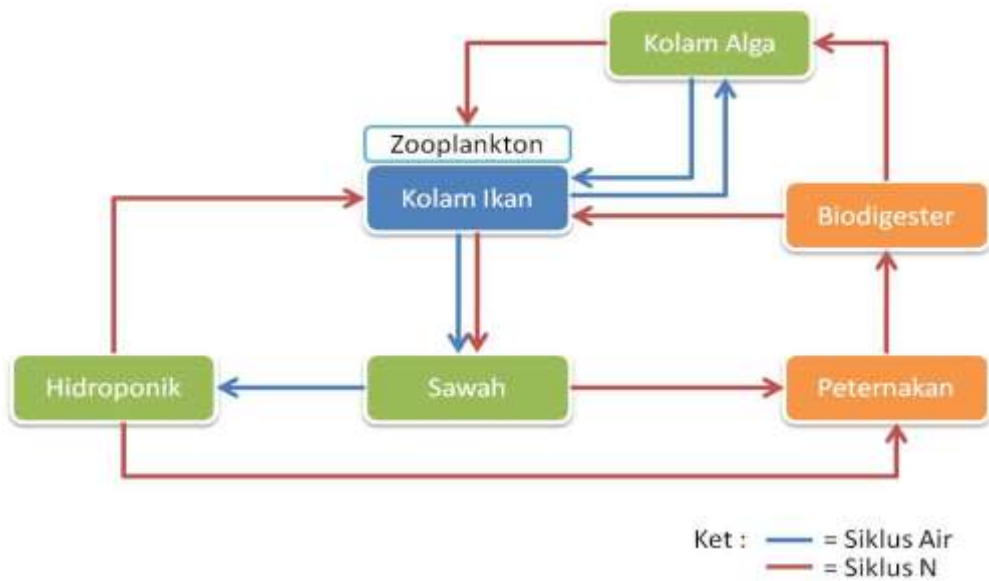 Kolam Alga
Zooplankton
Kolam Ikan
Biodigester
Hidroponik
Sawah
Peternakan
Ket : = Siklus Air
= Siklus N